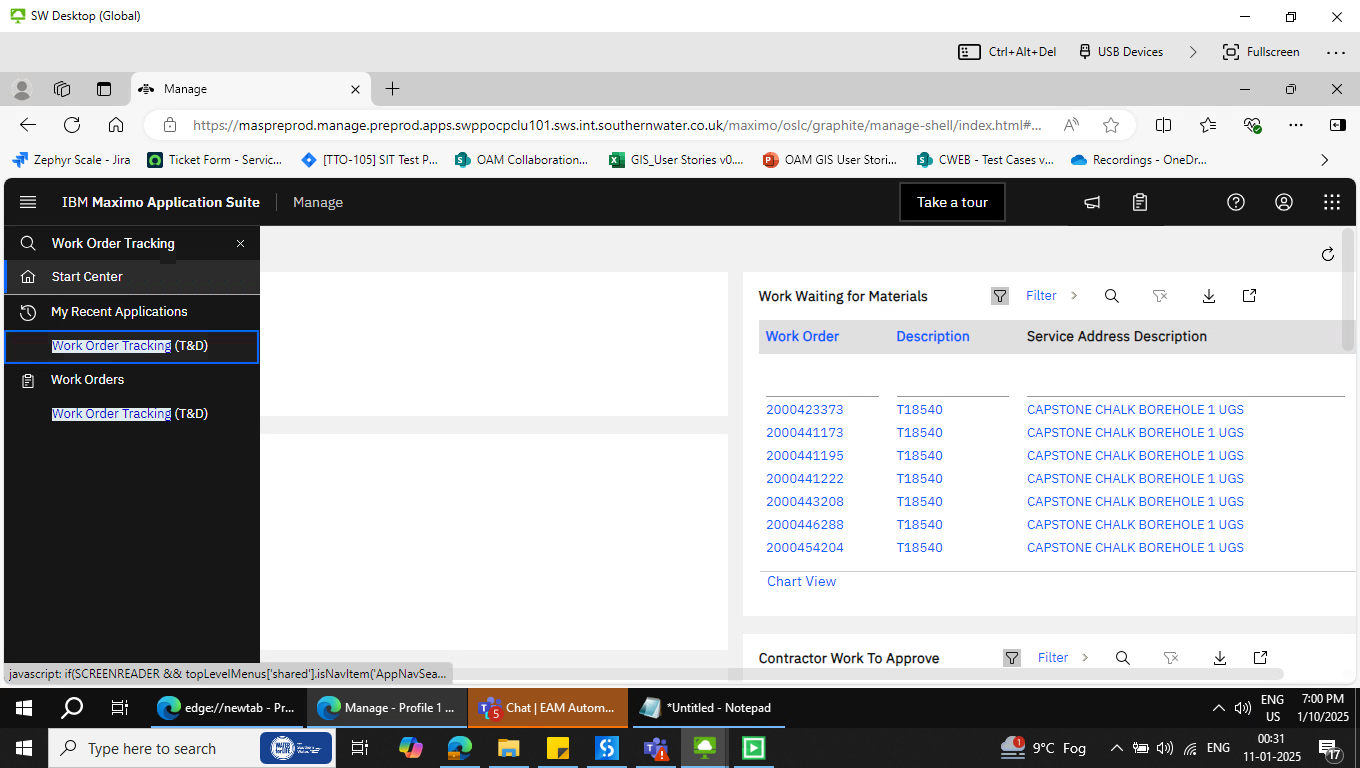 SW Desktop (Global)
Ctrl+Alt+Del
USB Devices
Fullscreen
Manage
https://maspreprod.manage.preprod.apps.swppocpclu101.sws.int.southernwater.co.uk/maximo/oslc/graphite/manage-shell/index.html#...
Zephyr Scale - Jira
Ticket Form - Servic...
[TTO-105] SIT Test P...
OAM Collaboration...
GIS_User Stories v0....
OAM GIS User Stori...
CWEB - Test Cases v...
Recordings - OneDr...
IBM Maximo Application Suite
Manage
Take a tour
Work Order Tracking
Start Center
My Recent Applications
Work Order Tracking (T&D)
Work Orders
Work Order Tracking (T&D)
Work Waiting for Materials
Filter
Work Order Description Service Address Description
2000423373 T18540 CAPSTONE CHALK BOREHOLE 1 UGS
2000441173 T18540 CAPSTONE CHALK BOREHOLE 1 UGS
2000441195 T18540 CAPSTONE CHALK BOREHOLE 1 UGS
2000441222 T18540 CAPSTONE CHALK BOREHOLE 1 UGS
2000443208 T18540 CAPSTONE CHALK BOREHOLE 1 UGS
2000446288 T18540 CAPSTONE CHALK BOREHOLE 1 UGS
2000454204 T18540 CAPSTONE CHALK BOREHOLE 1 UGS
Chart View
Contractor Work To Approve
Filter
javascript: if(SCREENREADER && topLevelMenus['shared'].isNavItem('AppNavSea...
edge://newtab - Pr...
Manage - Profile 1 ...
5
Chat | EAM Autom...
*Untitled - Notepad
ENG
US
7:00 PM
1/10/2025
Type here to search
1
9°C Fog
ENG
00:31
11-01-2025
17